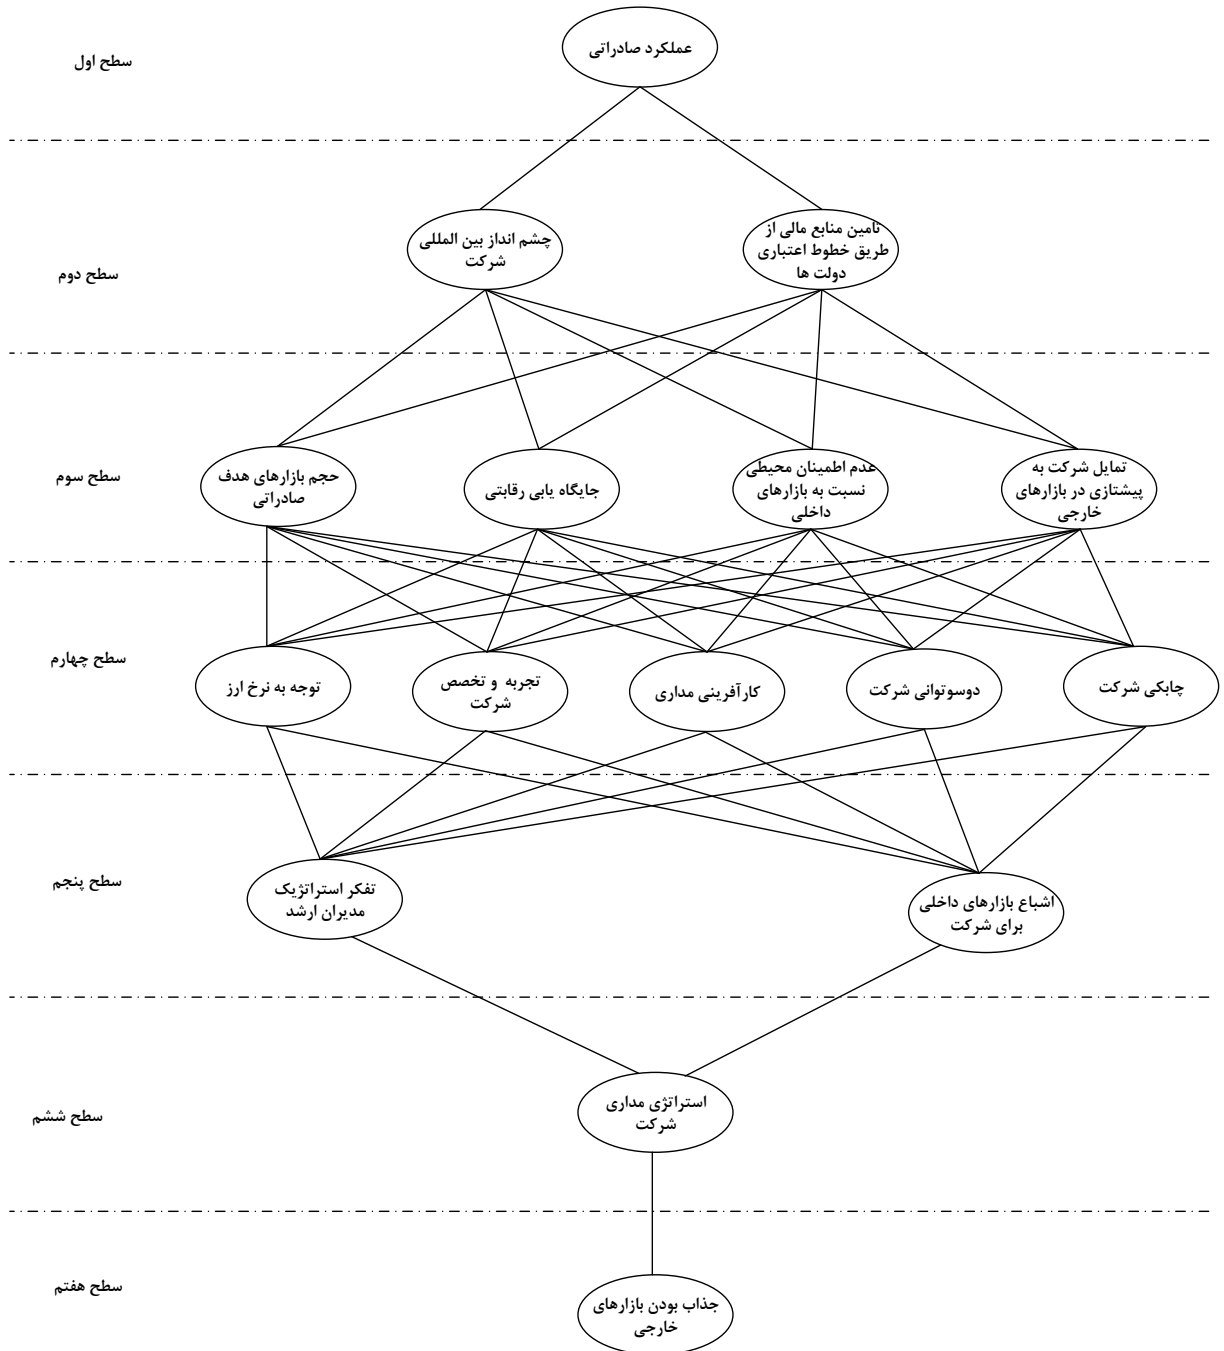 عملکرد صادراتی
سطح اول
تامین منابع مالی از
طریق خطوط اعتباری
دولت ها
چشم انداز بین المللی
شرکت
سطح دوم
تمایل شرکت به
پیشتازی در بازارهای
خارجی
عدم اطمینان محیطی
نسبت به بازارهای
داخلی
جایگاه یابی رقابتی
حجم بازارهای هدف
صادراتی
سطح سوم
چابکی شرکت
دوسوتوانی شرکت
کارآفرینی مداری
تجربه و تخصص
شرکت
توجه به نرخ ارز
سطح چهارم
اشباع بازارهای داخلی
برای شرکت
تفکر استراتژیک
مدیران ارشد
سطح پنجم
استراتژی مداری
شرکت
سطح ششم
جذاب بودن بازارهای
خارجی
سطح هفتم